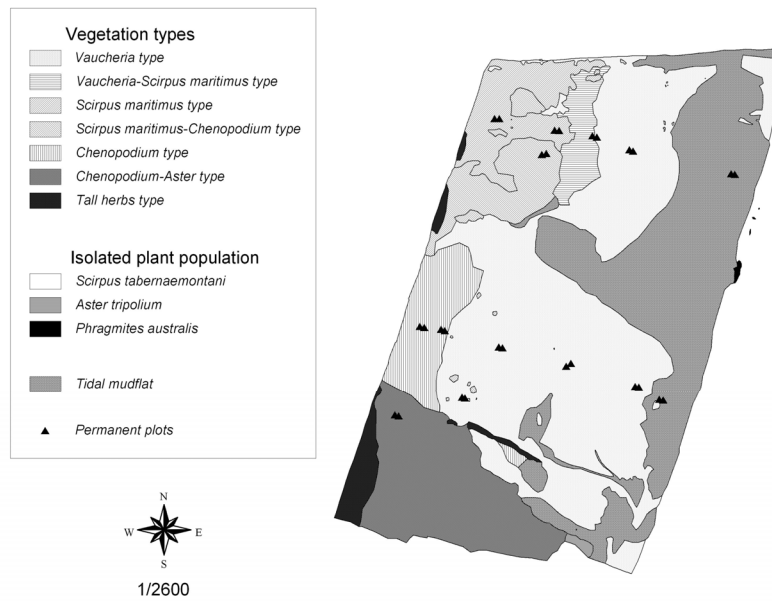 Vegetation types
Vaucheria type
Vaucheria-Scirpus maritimus type
Scirpus maritimus type
Scirpus maritimus-Chenopodium type
Chenopodium type
Chenopodium-Aster type
Tall herbs type
Isolated plant population
Scirpus tabernaemontani
Aster tripolium
Phragmites australis
Tidal mudflat
Permanent plots
N
W E
S
1/2600